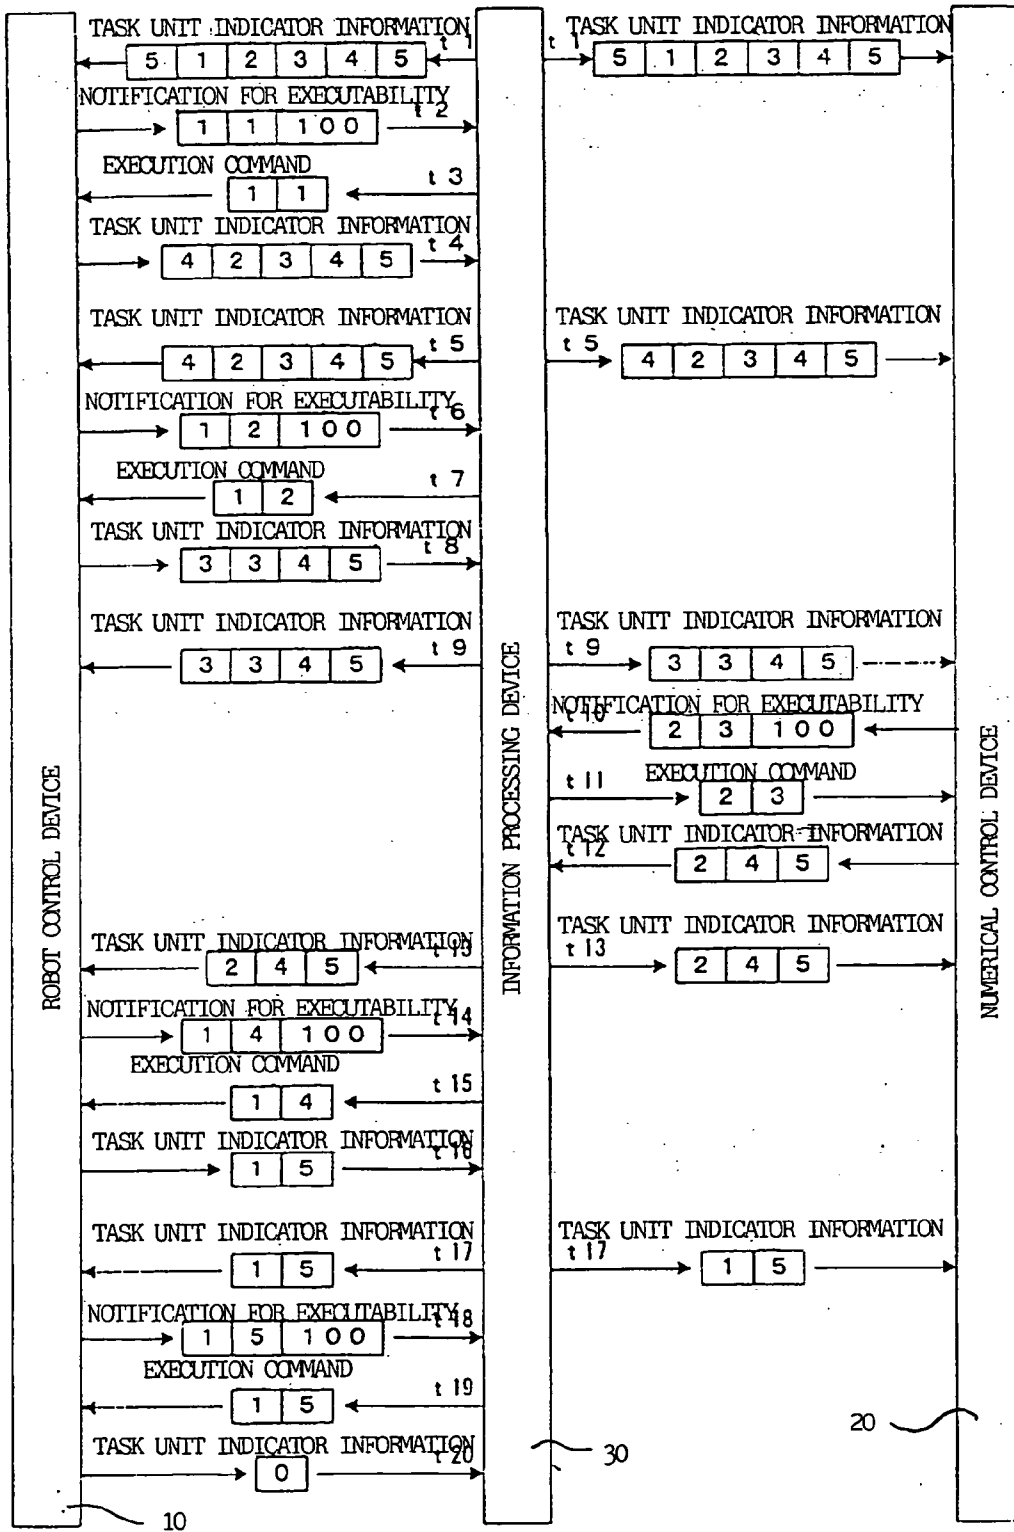 TASK UNIT INDICATOR INFORMATION
t 1
5 1 2 3 4 5
TASK UNIT INDICATOR INFORMATION
t 1
5 1 2 3 4 5
NOTIFICATION FOR EXECUTABILITY
t 2
1 1 100
EXECUTION COMMAND
t 3
1 1
TASK UNIT INDICATOR INFORMATION
t 4
4 2 3 4 5
TASK UNIT INDICATOR INFORMATION
t 5
4 2 3 4 5
TASK UNIT INDICATOR INFORMATION
t 5
4 2 3 4 5
NOTIFICATION FOR EXECUTABILITY
t 6
1 2 100
EXECUTION COMMAND
t 7
1 2
TASK UNIT INDICATOR INFORMATION
t 8
3 3 4 5
TASK UNIT INDICATOR INFORMATION
t 9
3 3 4 5
TASK UNIT INDICATOR INFORMATION
t 9
3 3 4 5
NOTIFICATION FOR EXECUTABILITY
t 10
2 3 100
EXECUTION COMMAND
t 11
2 3
TASK UNIT INDICATOR INFORMATION
t 12
2 4 5
TASK UNIT INDICATOR INFORMATION
t 13
2 4 5
TASK UNIT INDICATOR INFORMATION
t 13
2 4 5
NOTIFICATION FOR EXECUTABILITY
t 14
1 4 100
EXECUTION COMMAND
t 15
1 4
TASK UNIT INDICATOR INFORMATION
t 16
1 5
TASK UNIT INDICATOR INFORMATION
t 17
1 5
TASK UNIT INDICATOR INFORMATION
t 17
1 5
NOTIFICATION FOR EXECUTABILITY
t 18
1 5 100
EXECUTION COMMAND
t 19
1 5
TASK UNIT INDICATOR INFORMATION
t 20
0
ROBOT CONTROL DEVICE
INFORMATION PROCESSING DEVICE
NUMERICAL CONTROL DEVICE
10
30
20